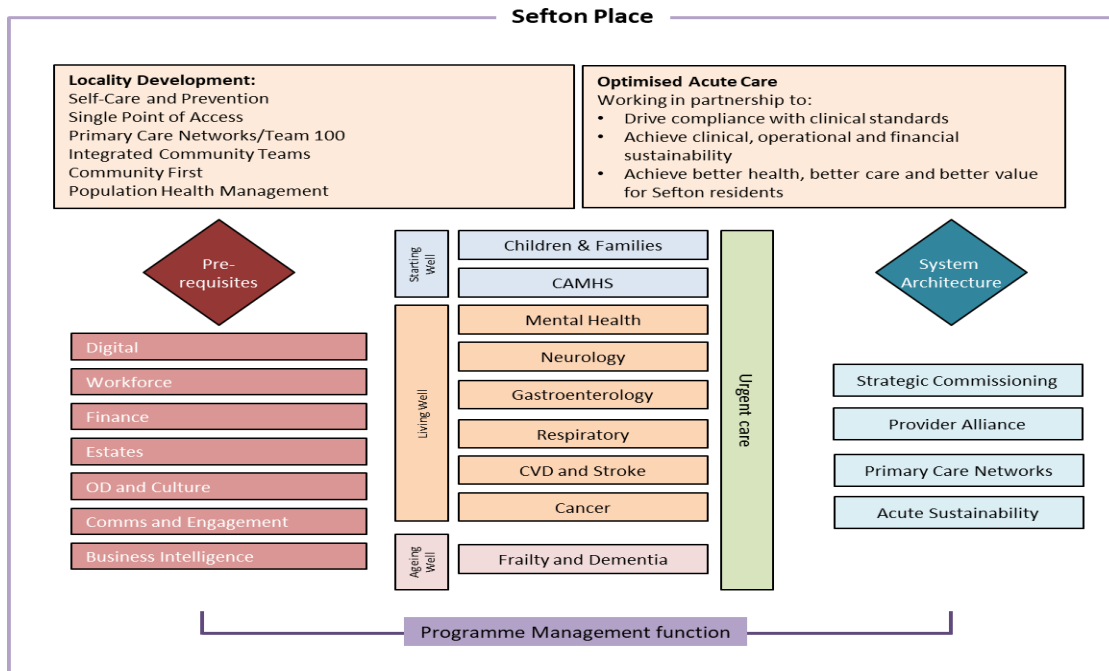 Sefton Place
Locality Development:
Self-Care and Prevention
Single Point of Access
Primary Care Networks/Team 100
Integrated Community Teams
Community First
Population Health Management
Optimised Acute Care
Working in partnership to:
• Drive compliance with clinical standards
• Achieve clinical, operational and financial
sustainability
• Achieve better health, better care and better value
for Sefton residents
Pre-
requisites
Digital
Workforce
Finance
Estates
OD and Culture
Comms and Engagement
Business Intelligence
Starting
Well
Children & Families
CAMHS
Living Well
Mental Health
Neurology
Gastroenterology
Respiratory
CVD and Stroke
Cancer
Ageing
Well
Frailty and Dementia
Urgent care
System
Architecture
Strategic Commissioning
Provider Alliance
Primary Care Networks
Acute Sustainability
Programme Management function